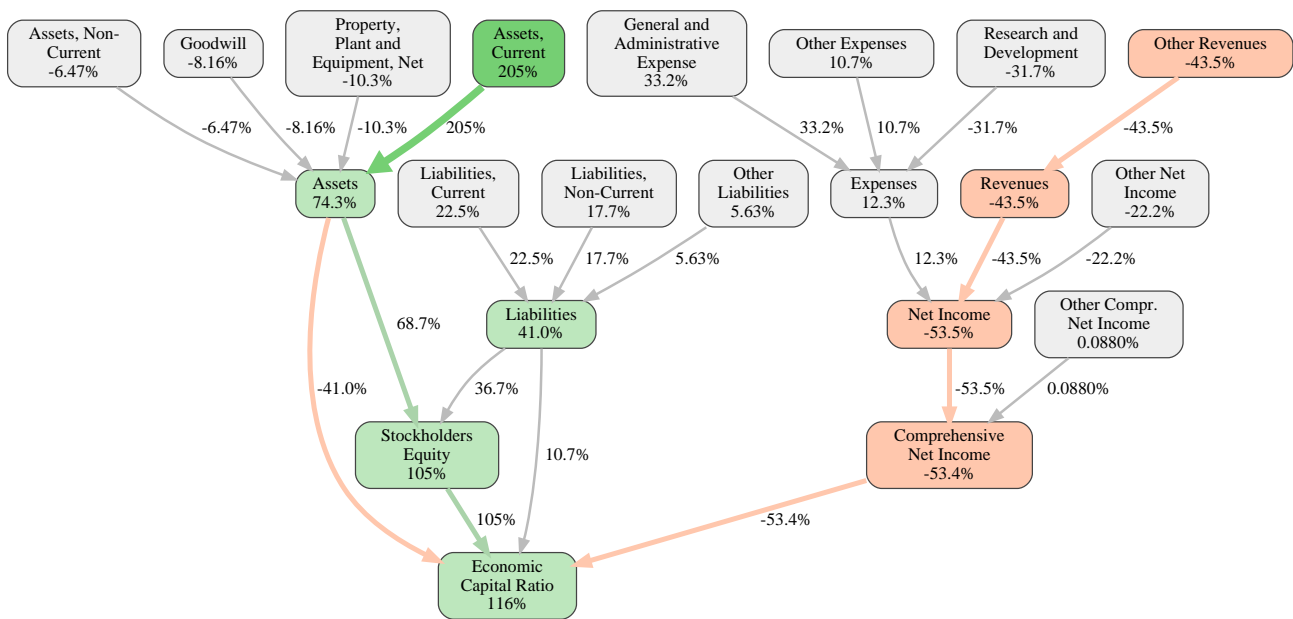 Assets, Non-
Current
-6.47%
Goodwill
-8.16%
Property,
Plant and
Equipment, Net
-10.3%
Assets,
Current
205%
General and
Administrative
Expense
33.2%
Other Expenses
10.7%
Research and
Development
-31.7%
Other Revenues
-43.5%
-6.47%
-8.16%
-10.3%
205%
33.2%
10.7%
-31.7%
-43.5%
Assets
74.3%
Liabilities,
Current
22.5%
Liabilities,
Non-Current
17.7%
Other
Liabilities
5.63%
Expenses
12.3%
Revenues
-43.5%
Other Net
Income
-22.2%
22.5%
17.7%
5.63%
12.3%
-43.5%
-22.2%
68.7%
Liabilities
41.0%
Net Income
-53.5%
Other Compr.
Net Income
0.0880%
-41.0%
36.7%
-53.5%
0.0880%
Stockholders
Equity
105%
10.7%
Comprehensive
Net Income
-53.4%
105%
-53.4%
Economic
Capital Ratio
116%